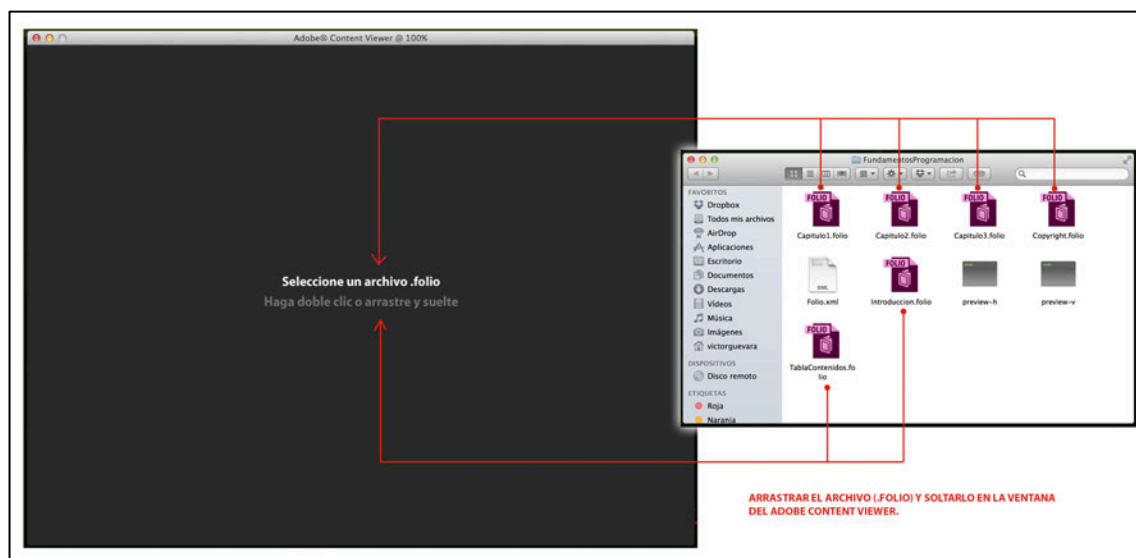 Adobe® Content Viewer @ 100%
Seleccione un archivo .folio
Haga doble clic o arrastre y suelte
FundamentosProgramacion
FAVORITOS
Dropbox
Todos mis archivos
AirDrop
Aplicaciones
Escritorio
Documentos
Descargas
Vídeos
Música
Imágenes
victorguevara
DISPOSITIVOS
Disco remoto
ETIQUETAS
Roja
Naranja
FOLIO
FOLIO
FOLIO
FOLIO
Capitulo1.folio
Capitulo2.folio
Capitulo3.folio
Copyright.folio
XML
FOLIO
Folio.xml
Introduccion.folio
preview-h
preview-v
FOLIO
TablaContenidos.fo
lio
ARRASTRAR EL ARCHIVO (.FOLIO) Y SOLTARLO EN LA VENTANA
DEL ADOBE CONTENT VIEWER.